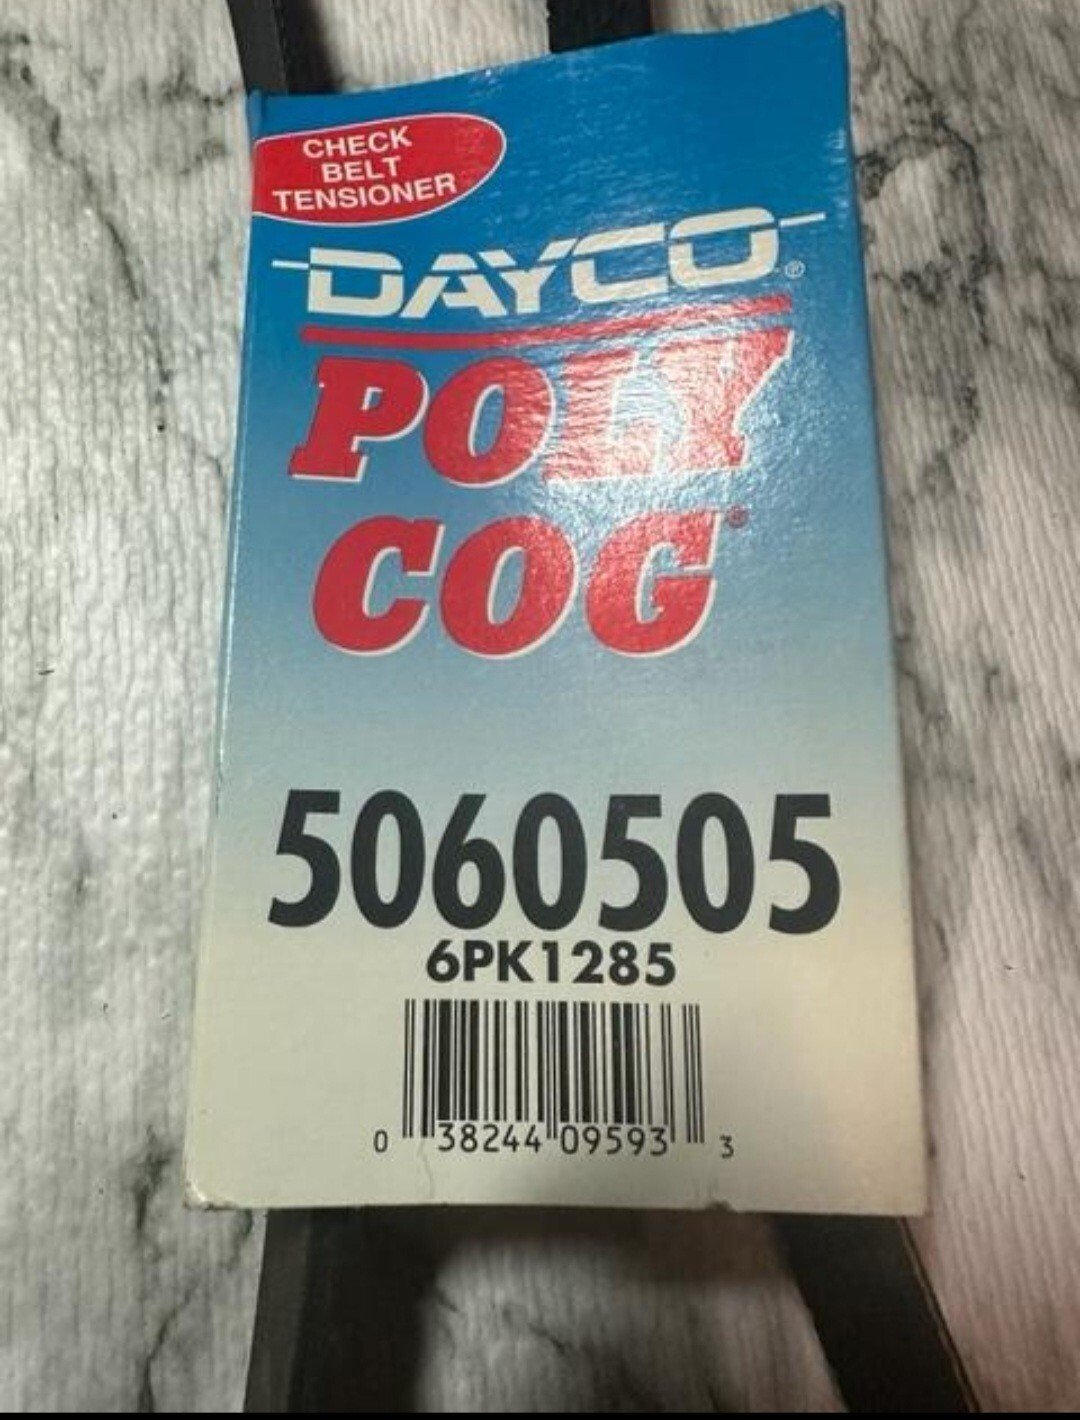 CHECK
BELT
TENSIONER
DAYCO®
POLY
COG®
5060505
6PK1285
0 38244 09593 3